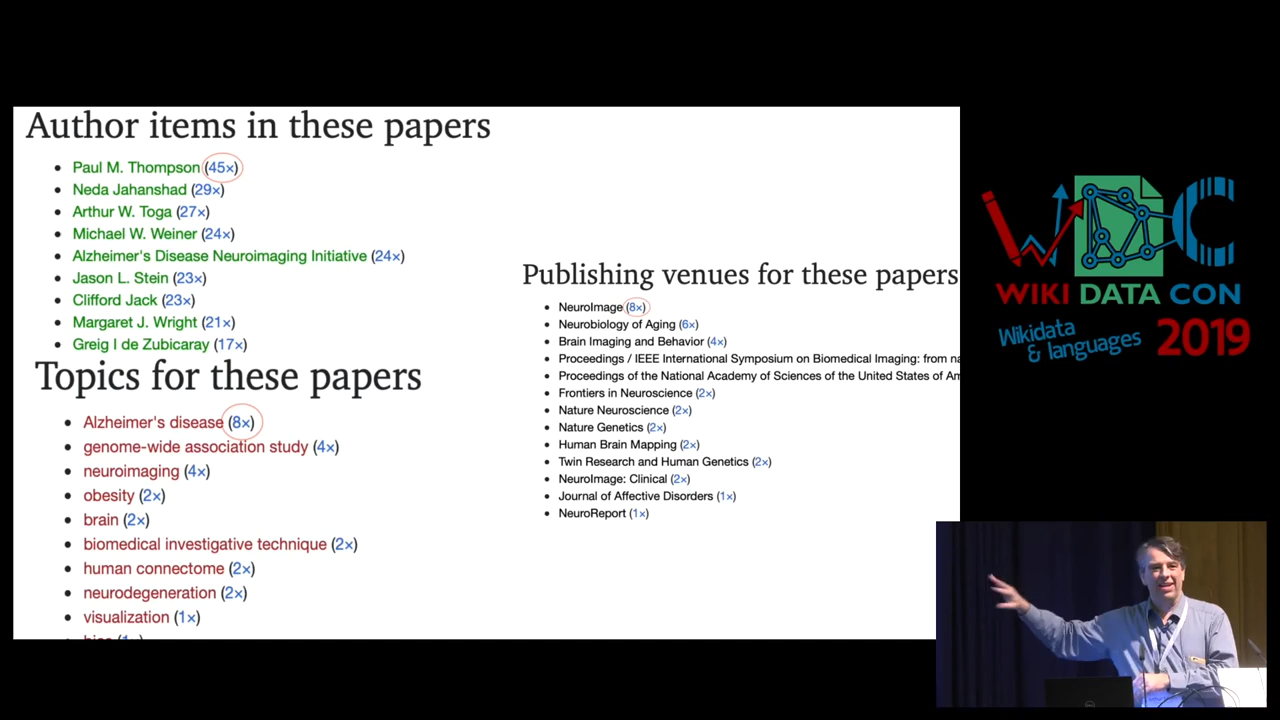 Author items in these papers
Paul M. Thompson (45×)
Neda Jahanshad (29×)
Arthur W. Toga (27×)
Michael W. Weiner (24×)
Alzheimer's Disease Neuroimaging Initiative (24×)
Jason L. Stein (23×)
Clifford Jack (23×)
Margaret J. Wright (21×)
Greig I de Zubicaray (17×)
Topics for these papers
Alzheimer's disease (8×)
genome-wide association study (4×)
neuroimaging (4×)
obesity (2×)
brain (2×)
biomedical investigative technique (2×)
human connectome (2×)
neurodegeneration (2×)
visualization (1×)
Publishing venues for these papers
NeuroImage (8×)
Neurobiology of Aging (6×)
Brain Imaging and Behavior (4×)
Proceedings / IEEE International Symposium on Biomedical Imaging: from na
Proceedings of the National Academy of Sciences of the United States of Am
Frontiers in Neuroscience (2×)
Nature Neuroscience (2×)
Nature Genetics (2×)
Human Brain Mapping (2×)
Twin Research and Human Genetics (2×)
NeuroImage: Clinical (2×)
Journal of Affective Disorders (1×)
NeuroReport (1×)
WDC
WIKIDATA CON
Wikidata
& languages
2019